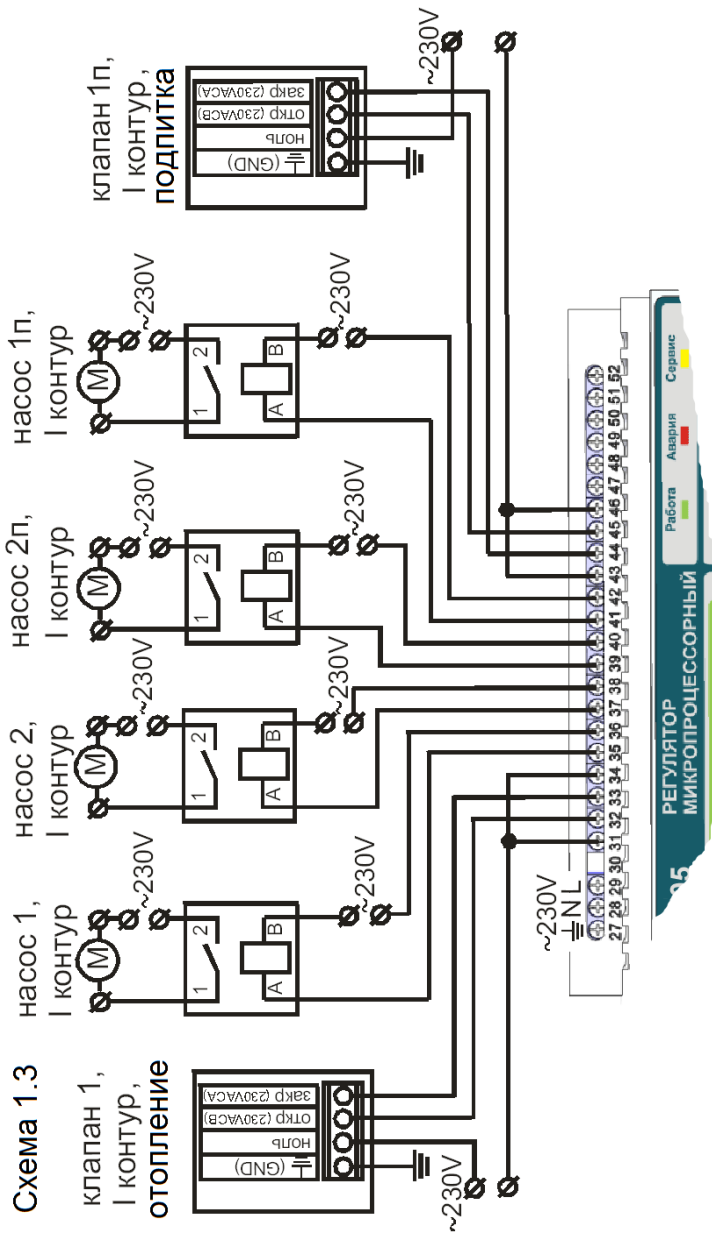 Схема 1.3
клапан 1,
I контур,
отопление
(GND)
ноль
откр (230VACB)
закр (230VACA)
~230V
насос 1,
I контур
M
~230V
1 2
A B
~230V
насос 2,
I контур
M
~230V
1 2
A B
~230V
насос 2п,
I контур
M
~230V
1 2
A B
~230V
насос 1п,
I контур
M
~230V
1 2
A B
~230V
клапан 1п,
I контур,
подпитка
(GND)
ноль
откр (230VACB)
закр (230VACA)
~230V
~230V
N L
27 28 29 30 31 32 33 34 35 36 37 38 39 40 41 42 43 44 45 46 47 48 49 50 51 52
РЕГУЛЯТОР
МИКРОПРОЦЕССОРНЫЙ
Работа Авария Сервис